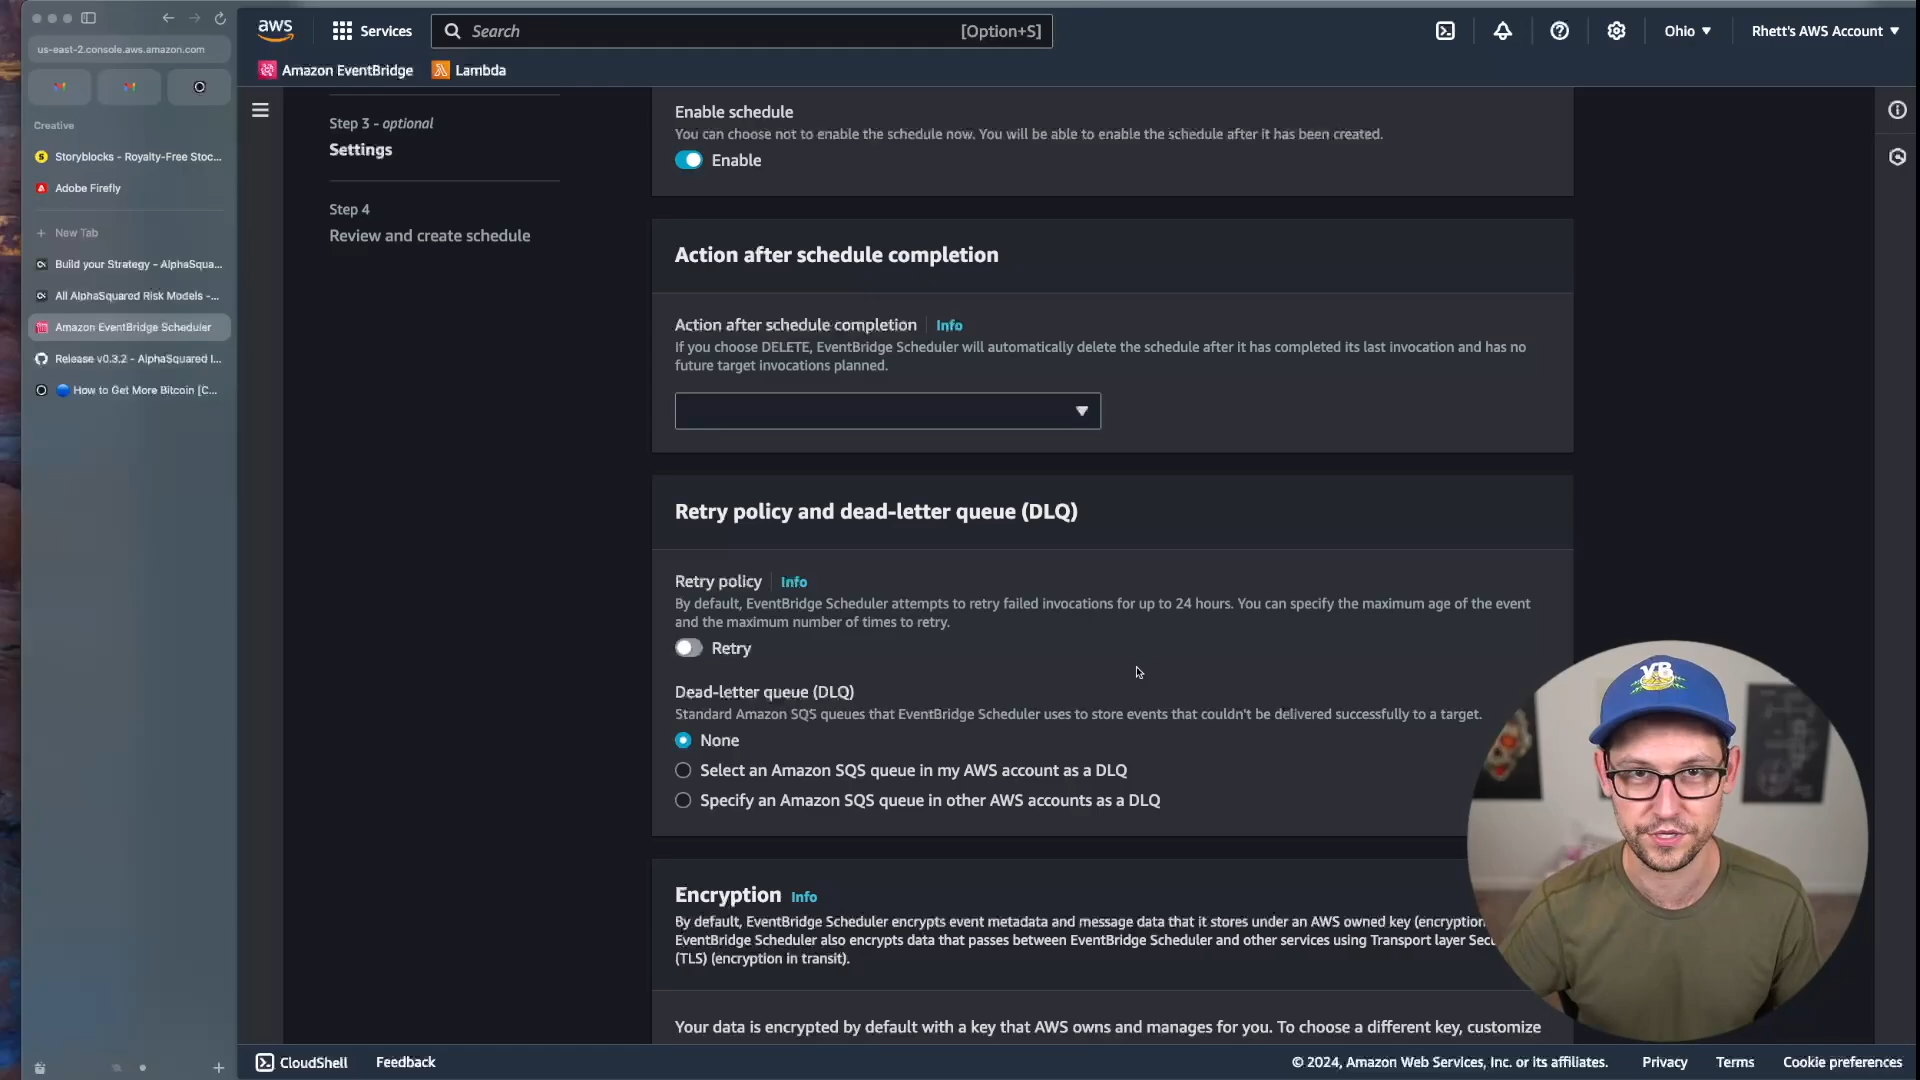 us-east-2.console.aws.amazon.com
Creative
Storyblocks - Royalty-Free Stoc...
Adobe Firefly
New Tab
Build your Strategy - AlphaSqua...
All AlphaSquared Risk Models -...
Amazon EventBridge Scheduler
Release v0.3.2 - AlphaSquared I...
How to Get More Bitcoin [C...
aws
Services
Search
[Option+S]
Ohio
Rhett's AWS Account
Amazon EventBridge
Lambda
Step 3 - optional
Settings
Step 4
Review and create schedule
Enable schedule
You can choose not to enable the schedule now. You will be able to enable the schedule after it has been created.
Enable
Action after schedule completion
Action after schedule completion
Info
If you choose DELETE, EventBridge Scheduler will automatically delete the schedule after it has completed its last invocation and has no
future target invocations planned.
Retry policy and dead-letter queue (DLQ)
Retry policy
Info
By default, EventBridge Scheduler attempts to retry failed invocations for up to 24 hours. You can specify the maximum age of the event
and the maximum number of times to retry.
Retry
Dead-letter queue (DLQ)
Standard Amazon SQS queues that EventBridge Scheduler uses to store events that couldn't be delivered successfully to a target.
None
Select an Amazon SQS queue in my AWS account as a DLQ
Specify an Amazon SQS queue in other AWS accounts as a DLQ
Encryption
Info
By default, EventBridge Scheduler encrypts event metadata and message data that it stores under an AWS owned key (encryption
EventBridge Scheduler also encrypts data that passes between EventBridge Scheduler and other services using Transport layer Sec
(TLS) (encryption in transit).
Your data is encrypted by default with a key that AWS owns and manages for you. To choose a different key, customize
YB
CloudShell
Feedback
© 2024, Amazon Web Services, Inc. or its affiliates.
Privacy
Terms
Cookie preferences